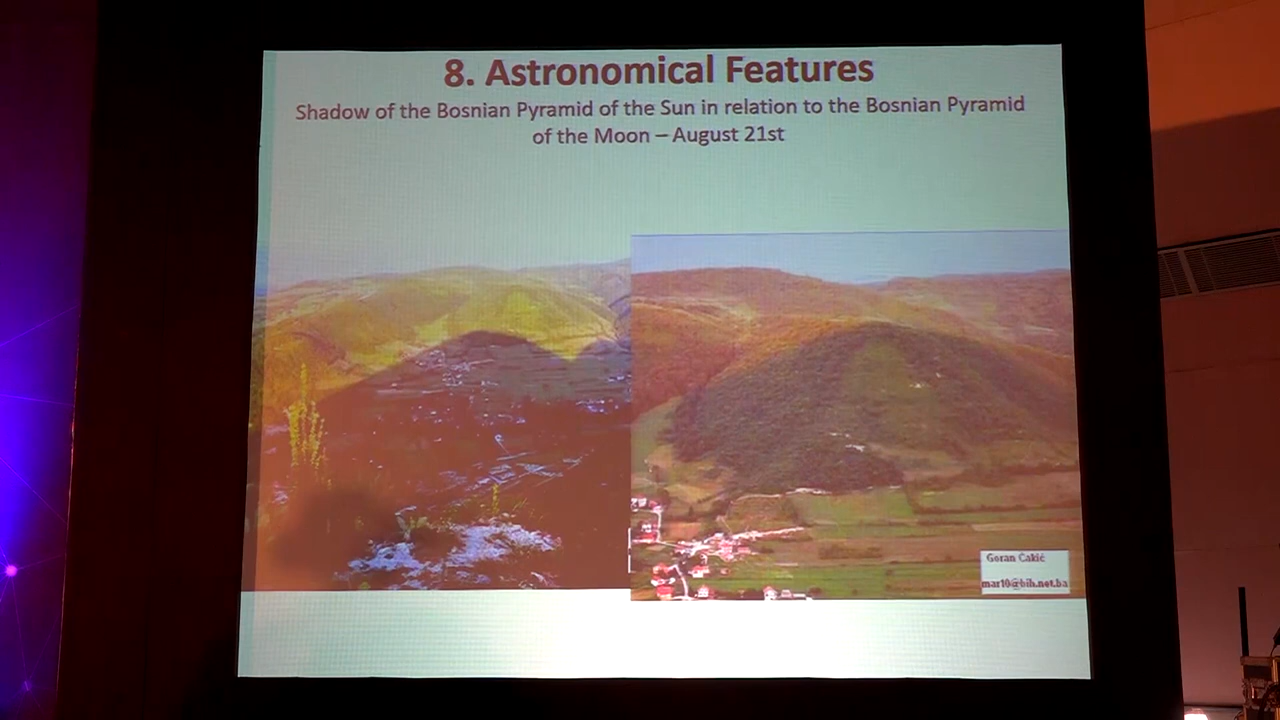 8. Astronomical Features
Shadow of the Bosnian Pyramid of the Sun in relation to the Bosnian Pyramid
of the Moon – August 21st
Goran Cakić
mar10@bih.net.ba